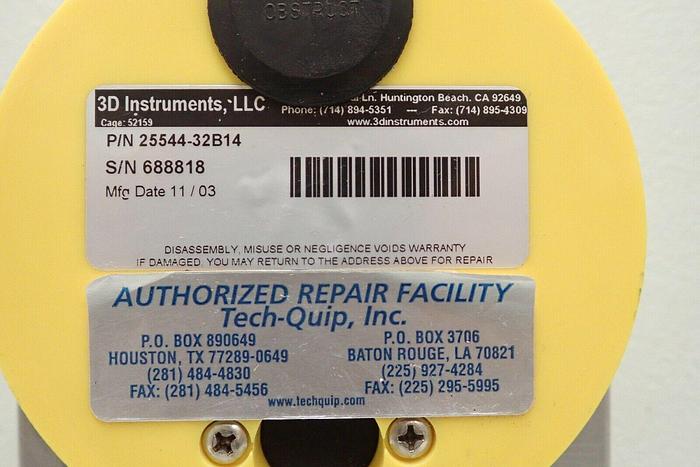 OBSTRUCT
3D Instruments, LLC
Ln. Huntington Beach. CA 92649
Phone: (714) 894-5351 — Fax: (714) 895-4309
Cage: 52159
www.3dinstruments.com
P/N 25544-32B14
S/N 688818
Mfg Date 11 / 03
DISASSEMBLY, MISUSE OR NEGLIGENCE VOIDS WARRANTY
IF DAMAGED. YOU MAY RETURN TO THE ADDRESS ABOVE FOR REPAIR
AUTHORIZED REPAIR FACILITY
Tech-Quip, Inc.
P.O. BOX 890649
HOUSTON, TX 77289-0649
(281) 484-4830
FAX: (281) 484-5456
P.O. BOX 3706
BATON ROUGE, LA 70821
(225) 927-4284
FAX: (225) 295-5995
www.techquip.com